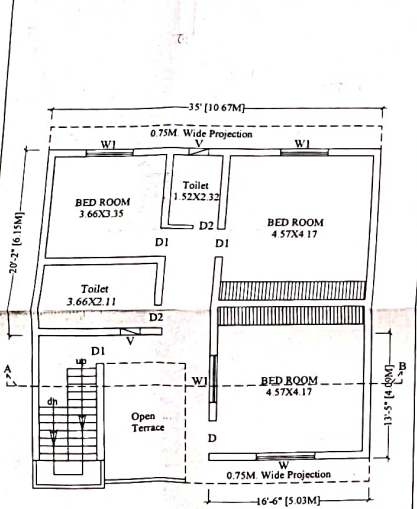 35' [10.67M]
0.75M. Wide Projection
W1
V
W1
Toilet
1.52X2.32
BED ROOM
3.66X3.35
D2
BED ROOM
4.57X4.17
D1
D1
20'-2" [6.15M]
Toilet
3.66X2.11
D2
V
D1
up
A
B
W1
BED ROOM
4.57X4.17
dn
Open
Terrace
13'-5" [4.09M]
D
W
0.75M. Wide Projection
16'-6" [5.03M]